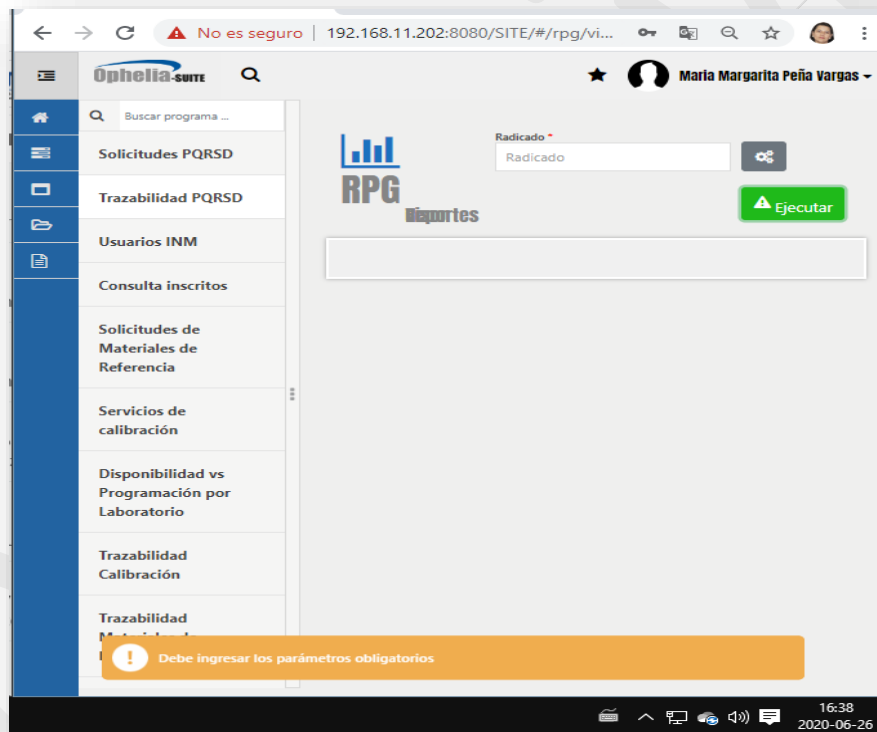 No es seguro | 192.168.11.202:8080/SITE/#/rpg/vi...
Ophelia-SUITE
Maria Margarita Peña Vargas
Buscar programa ...
Solicitudes PQRSD
Trazabilidad PQRSD
Usuarios INM
Consulta inscritos
Solicitudes de
Materiales de
Referencia
Servicios de
calibración
Disponibilidad vs
Programación por
Laboratorio
Trazabilidad
Calibración
Trazabilidad
RPG
Radicado *
Radicado
Ejecutar
Debe ingresar los parámetros obligatorios
16:38
2020-06-26